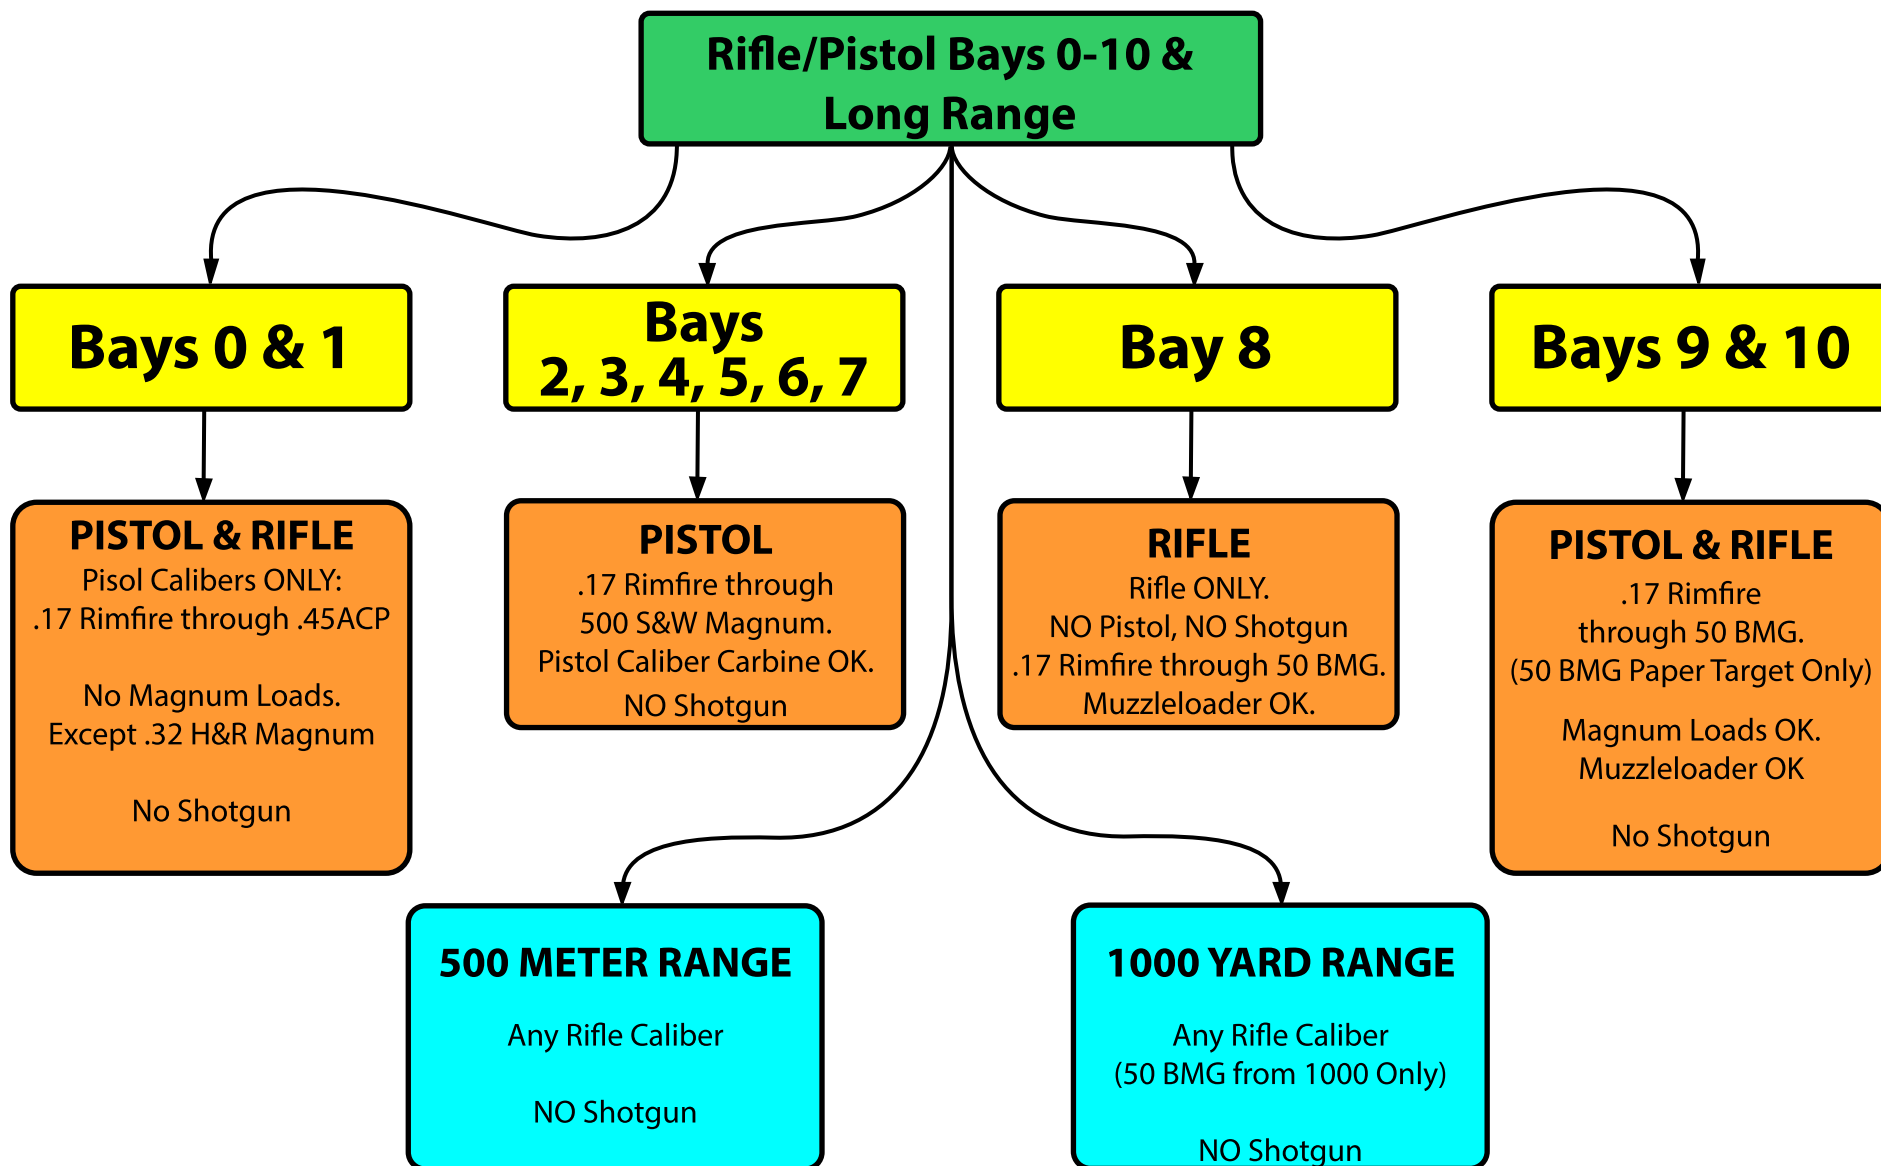 Rifle/Pistol Bays 0-10 &
Long Range
Bays 0 & 1
Bays
2, 3, 4, 5, 6, 7
Bay 8
Bays 9 & 10
PISTOL & RIFLE
Pisol Calibers ONLY:
.17 Rimfire through .45ACP
No Magnum Loads.
Except .32 H&R Magnum
No Shotgun
PISTOL
.17 Rimfire through
500 S&W Magnum.
Pistol Caliber Carbine OK.
NO Shotgun
RIFLE
Rifle ONLY.
NO Pistol, NO Shotgun
.17 Rimfire through 50 BMG.
Muzzleloader OK.
PISTOL & RIFLE
.17 Rimfire
through 50 BMG.
(50 BMG Paper Target Only)
Magnum Loads OK.
Muzzleloader OK
No Shotgun
500 METER RANGE
Any Rifle Caliber
NO Shotgun
1000 YARD RANGE
Any Rifle Caliber
(50 BMG from 1000 Only)
NO Shotgun